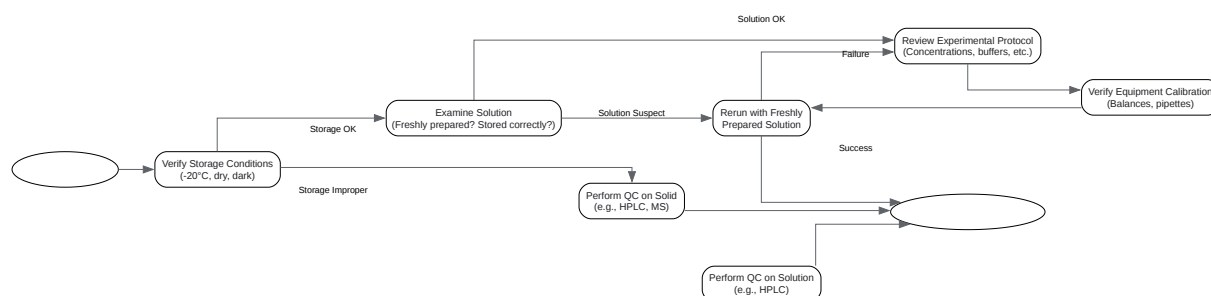 Solution OK
Review Experimental Protocol
(Concentrations, buffers, etc.)
Failure
Verify Equipment Calibration
(Balances, pipettes)
Examine Solution
(Freshly prepared? Stored correctly?)
Solution Suspect
Rerun with Freshly
Prepared Solution
Storage OK
Success
Verify Storage Conditions
(-20°C, dry, dark)
Storage Improper
Perform QC on Solid
(e.g., HPLC, MS)
Perform QC on Solution
(e.g., HPLC)